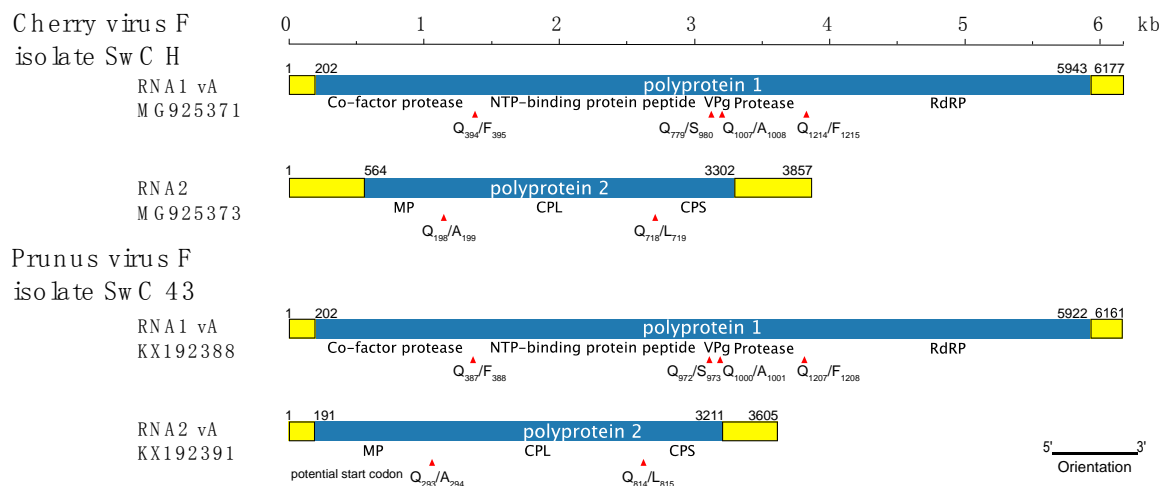 Cherry virus F
isolate SwC H
0 1 2 3 4 5 6 kb
RNA1 vA
MG925371
1 202 5943 6177
polyprotein 1
Co-factor protease NTP-binding protein peptide VPg Protease RdRP
Q394/F395 Q779/S980 Q1007/A1008 Q1214/F1215
RNA2
MG925373
1 564 3302 3857
polyprotein 2
MP CPL CPS
Q198/A199 Q718/L719
Prunus virus F
isolate SwC 43
RNA1 vA
KX192388
1 202 5922 6161
polyprotein 1
Co-factor protease NTP-binding protein peptide VPg Protease RdRP
Q387/F388 Q972/S973 Q1000/A1001 Q1207/F1208
RNA2 vA
KX192391
1 191 3211 3605
polyprotein 2
MP CPL CPS
potential start codon Q293/A294 Q814/L815
5' 3'
Orientation